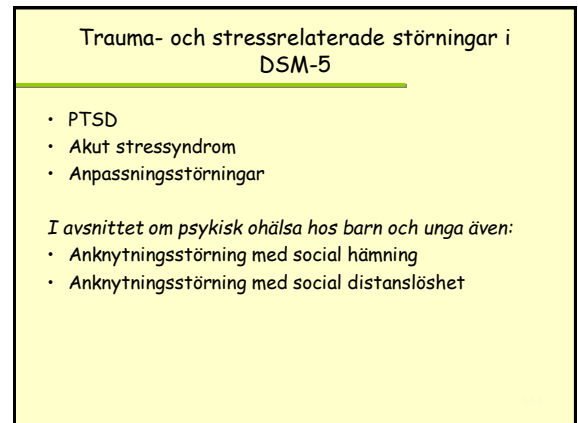 Trauma- och stressrelaterade störningar i
DSM-5
• PTSD
• Akut stressyndrom
• Anpassningsstörningar
I avsnittet om psykisk ohälsa hos barn och unga även:
• Anknytningsstörning med social hämning
• Anknytningsstörning med social distanslöshet